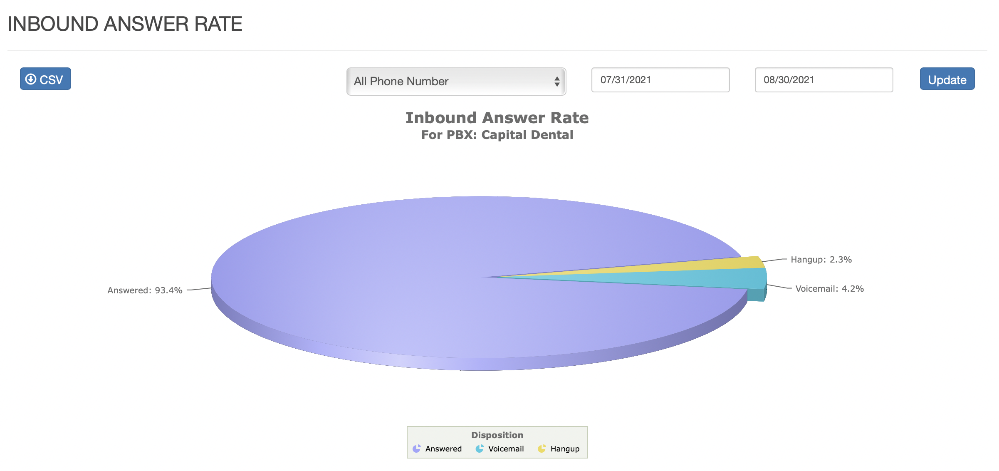 INBOUND ANSWER RATE
CSV
All Phone Number
07/31/2021
08/30/2021
Update
Inbound Answer Rate
For PBX: Capital Dental
Hangup: 2.3%
Answered: 93.4%
Voicemail: 4.2%
Disposition
Answered Voicemail Hangup